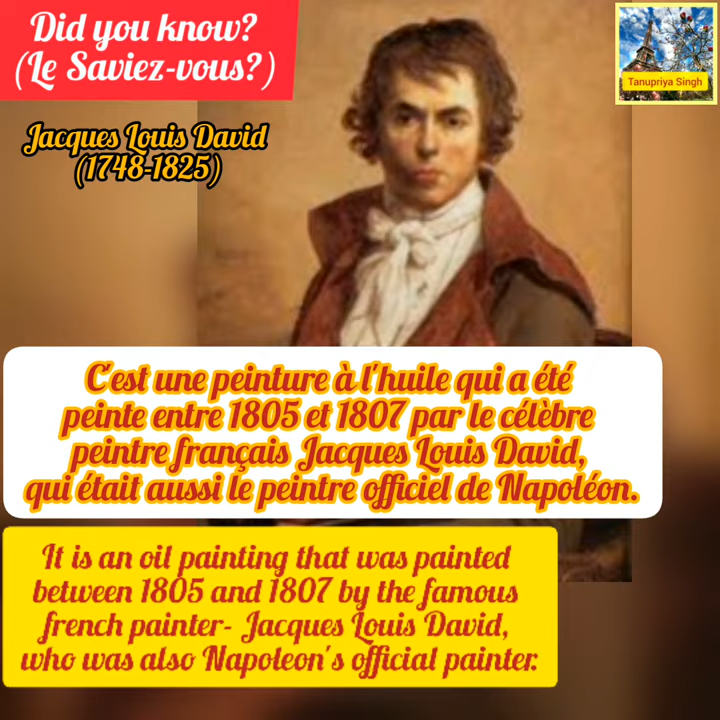 Did you know?
(Le Saviez-vous?)
Tanupriya Singh
Jacques Louis David
(1748-1825)
C'est une peinture à l'huile qui a été
peinte entre 1805 et 1807 par le célèbre
peintre français Jacques Louis David,
qui était aussi le peintre officiel de Napoléon.
It is an oil painting that was painted
between 1805 and 1807 by the famous
french painter- Jacques Louis David,
who was also Napoleon's official painter.